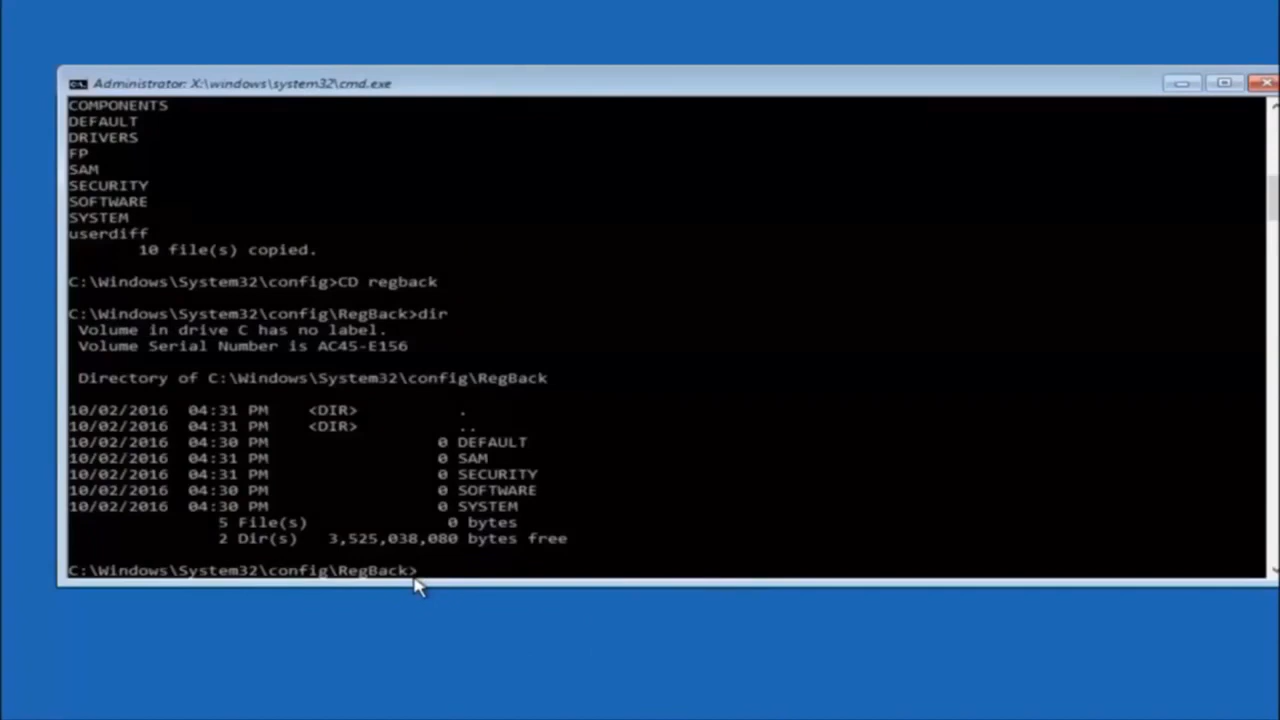 Administrator: X:\windows\system32\cmd.exe
COMPONENTS
DEFAULT
DRIVERS
FP
SAM
SECURITY
SOFTWARE
SYSTEM
userdiff
10 file(s) copied.
C:\Windows\System32\config>CD regback
C:\Windows\System32\config\RegBack>dir
Volume in drive C has no label.
Volume Serial Number is AC45-E156
Directory of C:\Windows\System32\config\RegBack
10/02/2016 04:31 PM <DIR> .
10/02/2016 04:31 PM <DIR> ..
10/02/2016 04:30 PM 0 DEFAULT
10/02/2016 04:31 PM 0 SAM
10/02/2016 04:31 PM 0 SECURITY
10/02/2016 04:30 PM 0 SOFTWARE
10/02/2016 04:30 PM 0 SYSTEM
5 File(s) 0 bytes
2 Dir(s) 3,525,038,080 bytes free
C:\Windows\System32\config\RegBack>